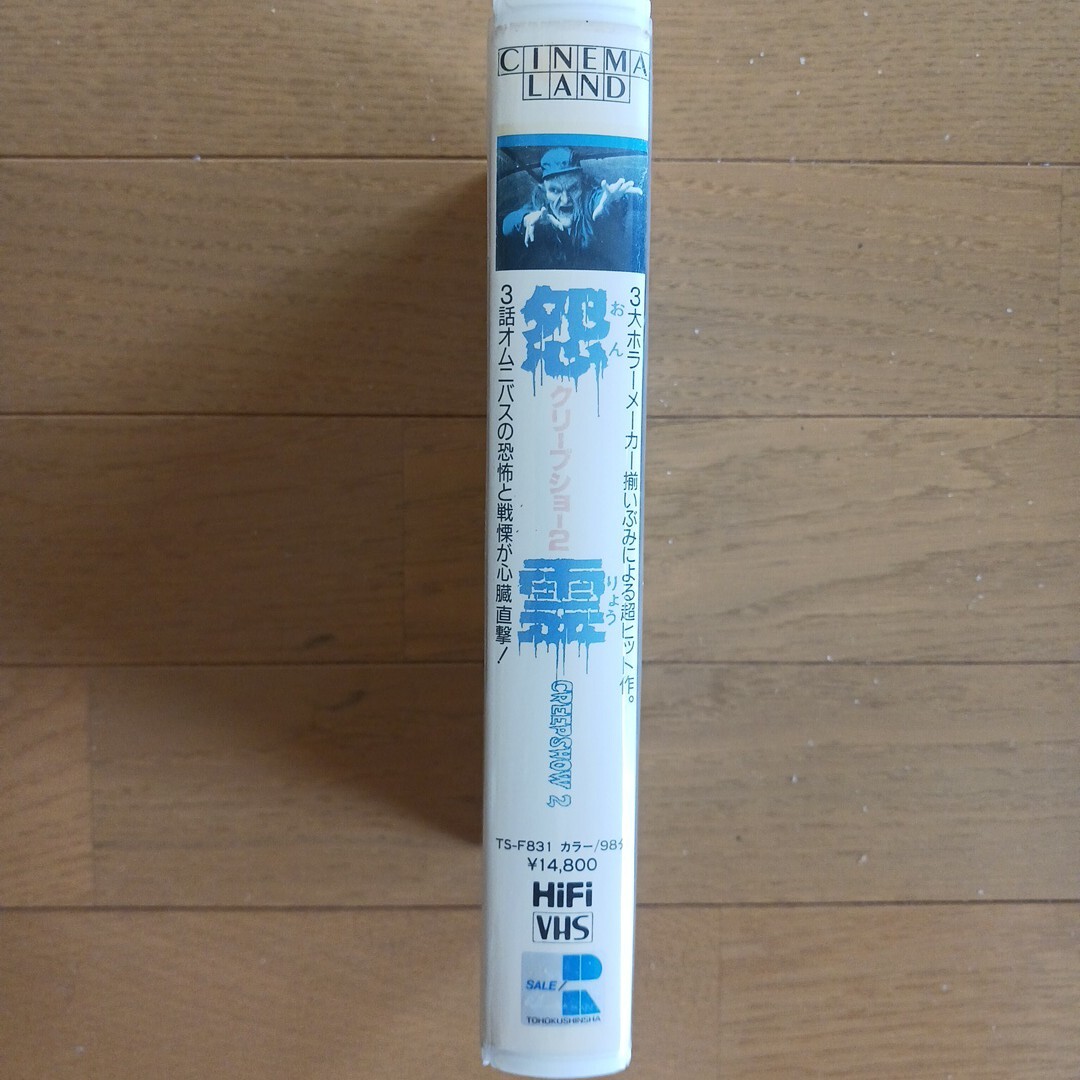 CINEMA
LAND
3大ホラーメーカー揃いぶみによる超ヒット作。
怨
おん
クリープショー2
霊
りょう
CREEPSHOW 2
3話オムニバスの恐怖と戦慄が心臓直撃!
TS-F831 カラー/98分
¥14,800
HiFi
VHS
SALE/R
TOHOKUSHINSHA